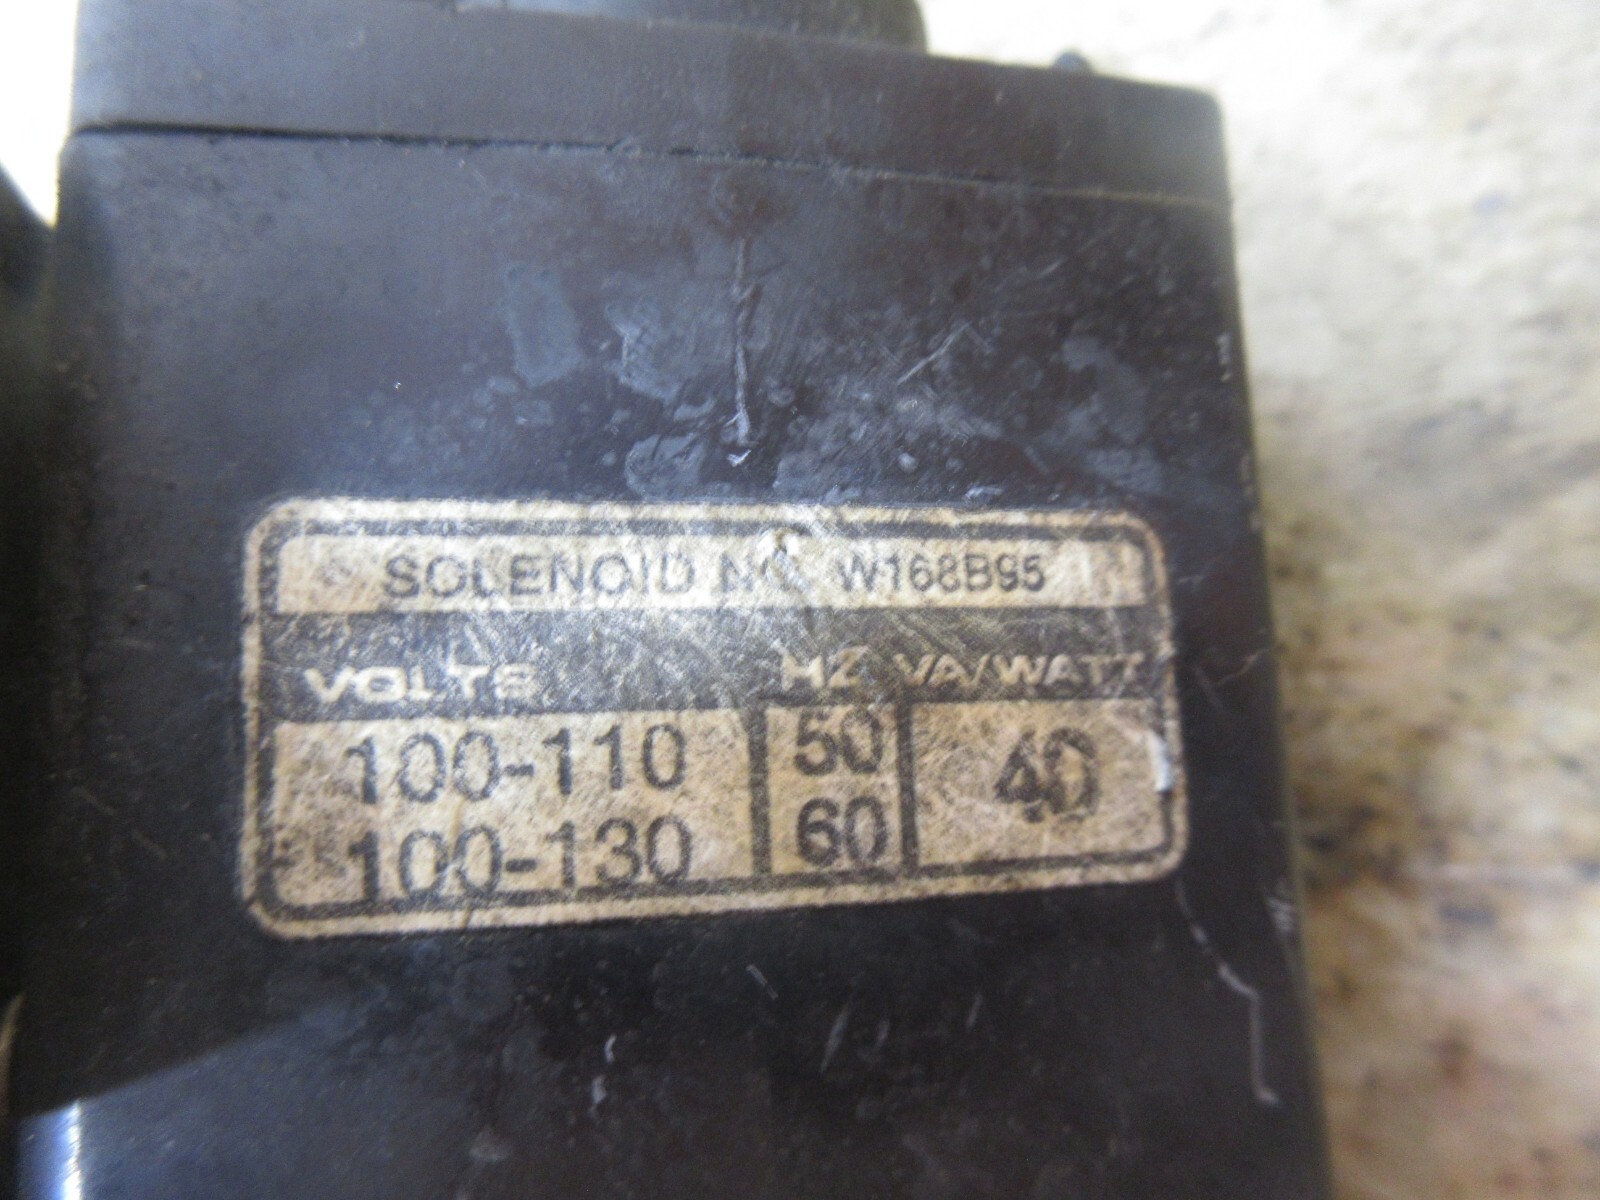 SOLENOID NO. W168B95
VOLTS HZ VA/WATT
100-110 50 40
100-130 60